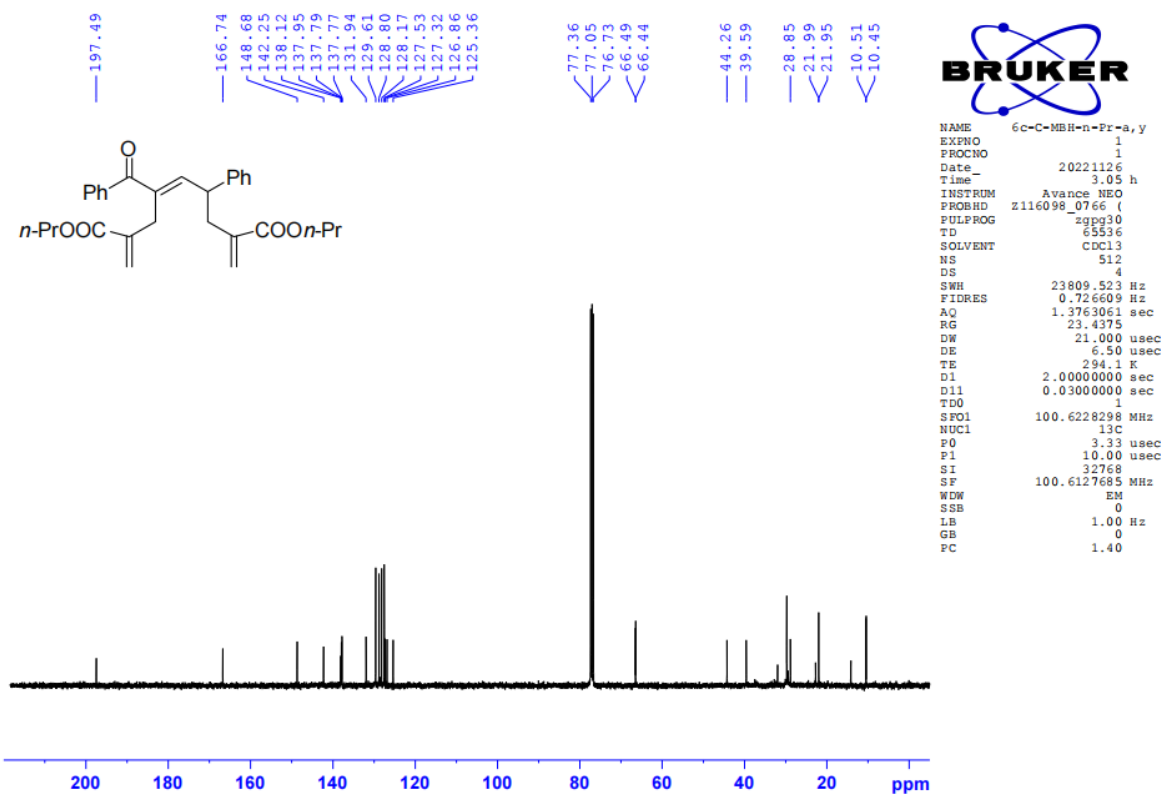 197.49
166.74
148.68
142.25
138.12
137.95
137.79
137.77
131.94
129.61
128.80
128.17
127.53
127.32
126.86
125.36
77.36
77.05
76.73
66.49
66.44
44.26
39.59
28.85
21.99
21.95
10.51
10.45
BRUKER
NAME 6c-C-MBH-n-Pr-a,y
EXPNO 1
PROCNO 1
Date_ 20221126
Time 3.05 h
INSTRUM Avance NEO
PROBHD Z116098_0766 (
PULPROG zgpg30
TD 65536
SOLVENT CDCl3
NS 512
DS 4
SWH 23809.523 Hz
FIDRES 0.726609 Hz
AQ 1.3763061 sec
RG 23.4375
DW 21.000 usec
DE 6.50 usec
TE 294.1 K
D1 2.00000000 sec
D11 0.03000000 sec
TD0 1
SFO1 100.6228298 MHz
NUC1 13C
P0 3.33 usec
P1 10.00 usec
SI 32768
SF 100.6127685 MHz
WDW EM
SSB 0
LB 1.00 Hz
GB 0
PC 1.40
O
Ph Ph
n-PrOOC COOn-Pr
200 180 160 140 120 100 80 60 40 20 ppm